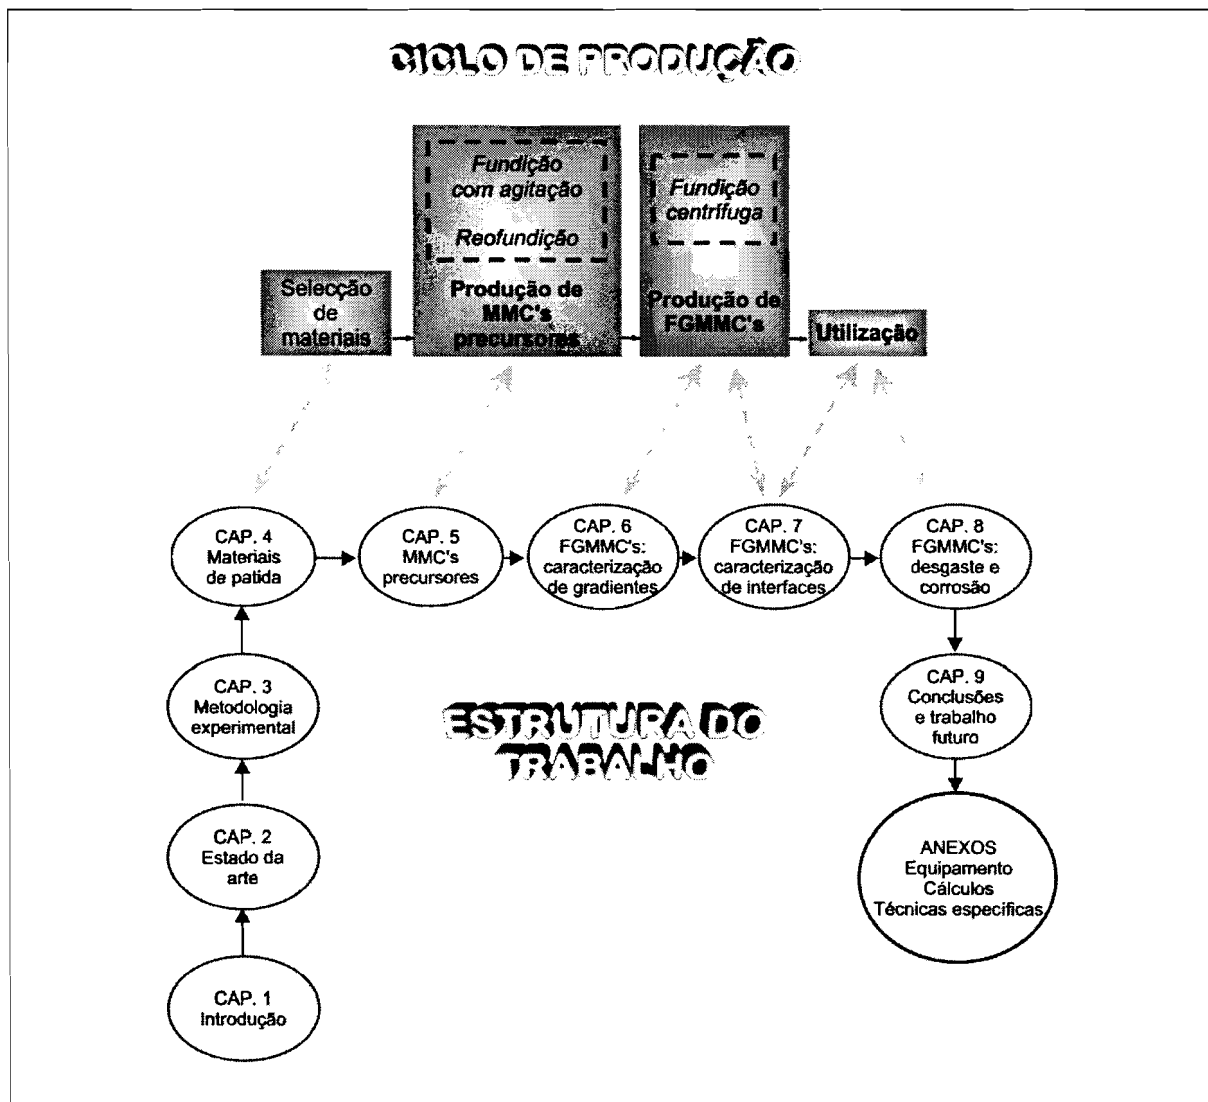 CICLO DE PRODUÇÃO
Fundição
com agitação
Reofundição
Produção de
MMC's
precursores
Fundição
centrífuga
Produção de
FGMMC's
Selecção
de
materiais
Utilização
CAP. 4
Materiais
de patida
CAP. 5
MMC's
precursores
CAP. 6
FGMMC's:
caracterização
de gradientes
CAP. 7
FGMMC's:
caracterização
de interfaces
CAP. 8
FGMMC's:
desgaste e
corrosão
CAP. 3
Metodologia
experimental
ESTRUTURA DO
TRABALHO
CAP. 9
Conclusões
e trabalho
futuro
CAP. 2
Estado da
arte
ANEXOS
Equipamento
Cálculos
Técnicas especificas
CAP. 1
Introdução